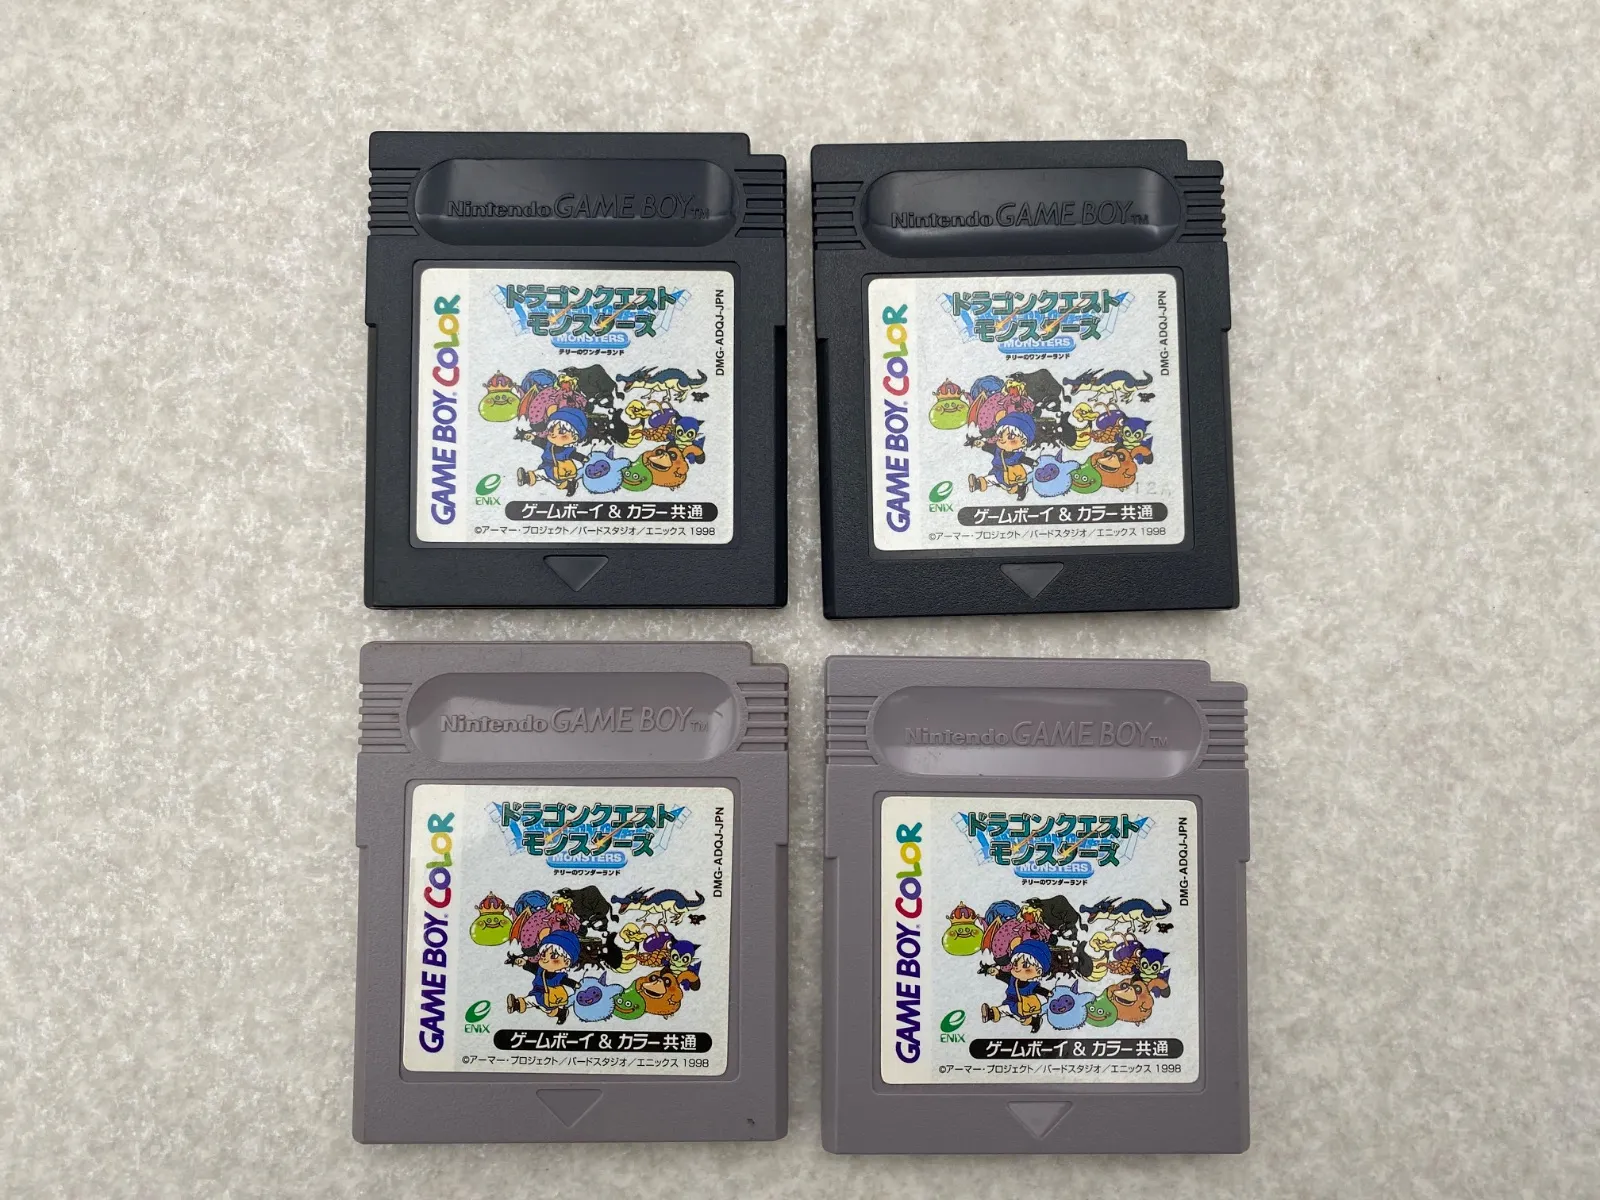 Nintendo GAME BOY™
GAME BOY COLOR
ドラゴンクエスト
モンスターズ
MONSTERS
テリーのワンダーランド
DMG-ADQJ-JPN
ENIX
ゲームボーイ & カラー共通
©アーマー・プロジェクト/バードスタジオ/エニックス 1998
Nintendo GAME BOY™
GAME BOY COLOR
ドラゴンクエスト
モンスターズ
MONSTERS
テリーのワンダーランド
DMG-ADQJ-JPN
ENIX
ゲームボーイ & カラー共通
©アーマー・プロジェクト/バードスタジオ/エニックス 1998
Nintendo GAME BOY™
GAME BOY COLOR
ドラゴンクエスト
モンスターズ
MONSTERS
テリーのワンダーランド
DMG-ADQJ-JPN
ENIX
ゲームボーイ & カラー共通
©アーマー・プロジェクト/バードスタジオ/エニックス 1998
Nintendo GAME BOY™
GAME BOY COLOR
ドラゴンクエスト
モンスターズ
MONSTERS
テリーのワンダーランド
DMG-ADQJ-JPN
ENIX
ゲームボーイ & カラー共通
©アーマー・プロジェクト/バードスタジオ/エニックス 1998